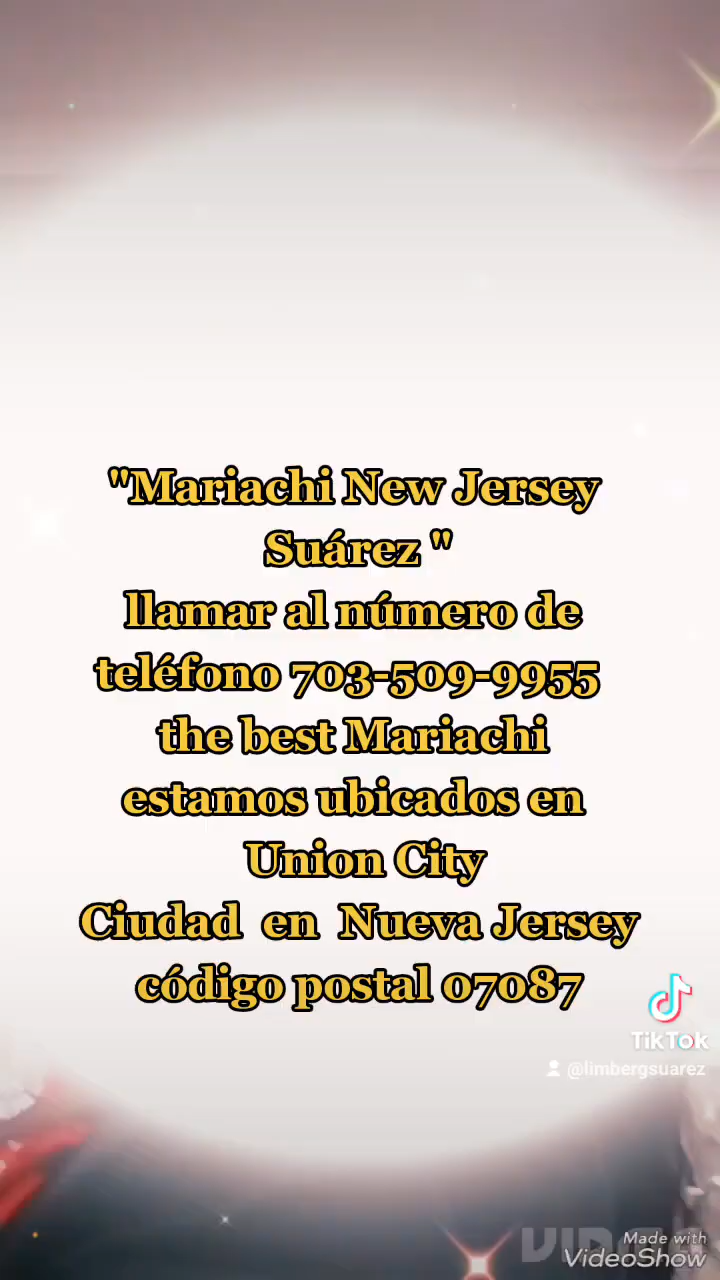 "Mariachi New Jersey
Suárez "
llamar al número de
teléfono 703-509-9955
the best Mariachi
estamos ubicados en
Union City
Ciudad en Nueva Jersey
código postal 07087
TikTok
@limbergsuarez
Made with
VideoShow